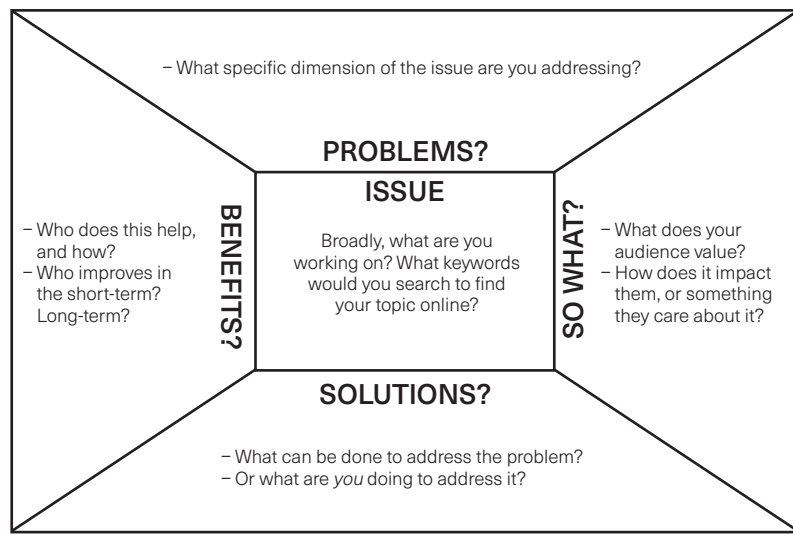 – What specific dimension of the issue are you addressing?
PROBLEMS?
ISSUE
Broadly, what are you
working on? What keywords
would you search to find
your topic online?
BENEFITS?
– Who does this help,
and how?
– Who improves in
the short-term?
Long-term?
SO WHAT?
– What does your
audience value?
– How does it impact
them, or something
they care about it?
SOLUTIONS?
– What can be done to address the problem?
– Or what are you doing to address it?